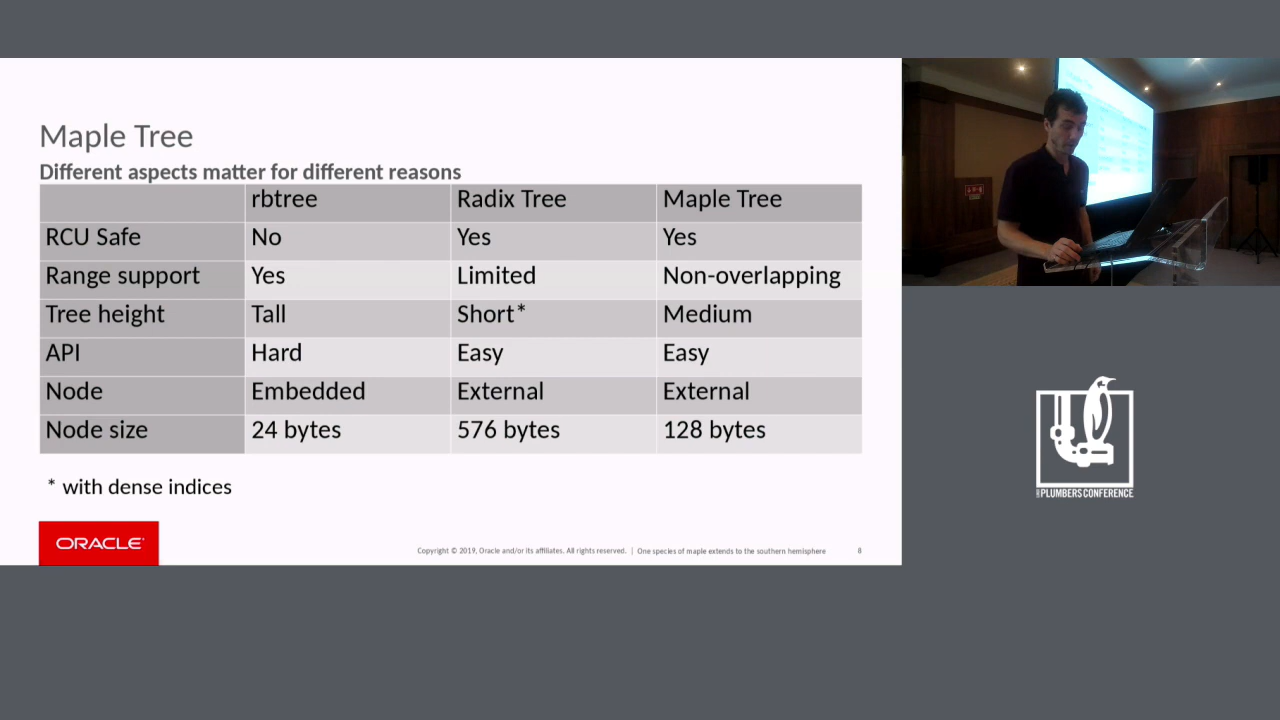 Maple Tree
Different aspects matter for different reasons
rbtree Radix Tree Maple Tree
RCU Safe No Yes Yes
Range support Yes Limited Non-overlapping
Tree height Tall Short* Medium
API Hard Easy Easy
Node Embedded External External
Node size 24 bytes 576 bytes 128 bytes
* with dense indices
ORACLE
Copyright © 2019, Oracle and/or its affiliates. All rights reserved. | One species of maple extends to the southern hemisphere 8
PLUMBERS CONFERENCE